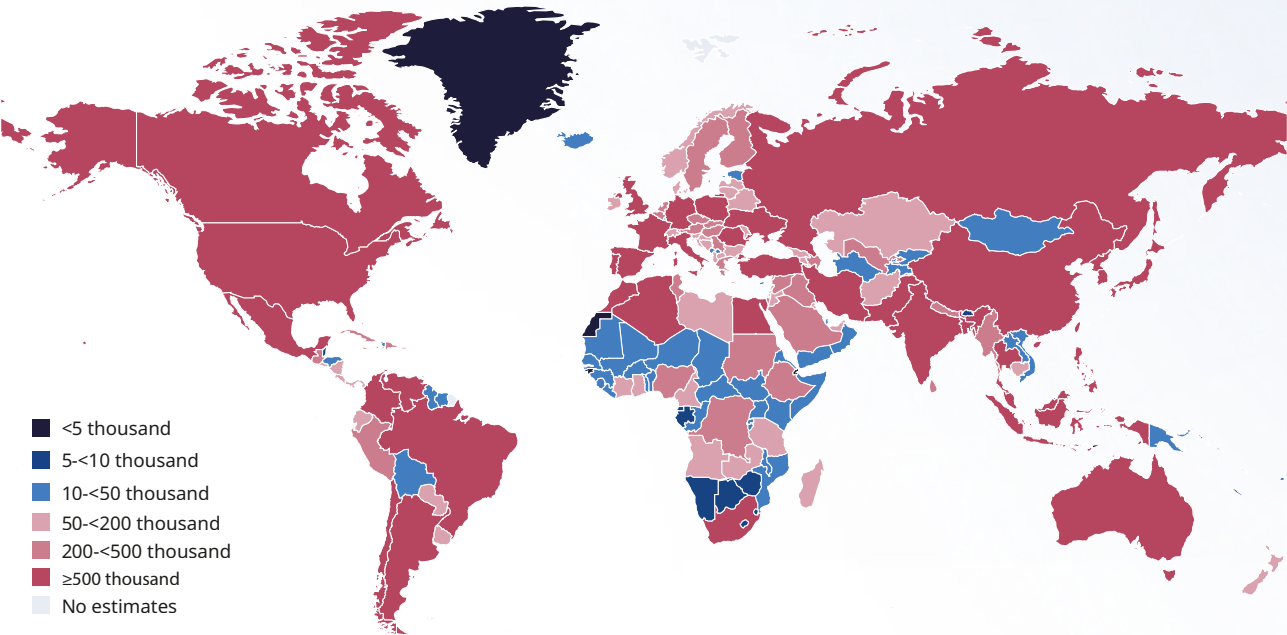 <5 thousand
5-<10 thousand
10-<50 thousand
50-<200 thousand
200-<500 thousand
≥500 thousand
No estimates